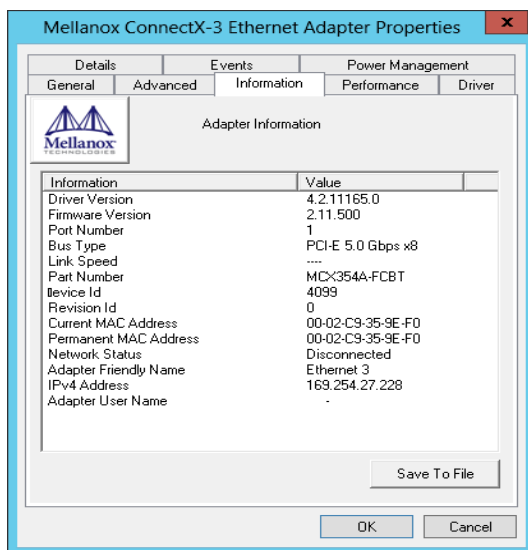 Mellanox ConnectX-3 Ethernet Adapter Properties x
Details Events Power Management
General Advanced Information Performance Driver
Mellanox
TECHNOLOGIES
Adapter Information
Information Value
Driver Version 4.2.11165.0
Firmware Version 2.11.500
Port Number 1
Bus Type PCI-E 5.0 Gbps x8
Link Speed ----
Part Number MCX354A-FCBT
Device Id 4099
Revision Id 0
Current MAC Address 00-02-C9-35-9E-F0
Permanent MAC Address 00-02-C9-35-9E-F0
Network Status Disconnected
Adapter Friendly Name Ethernet 3
IPv4 Address 169.254.27.228
Adapter User Name -
Save To File
OK Cancel